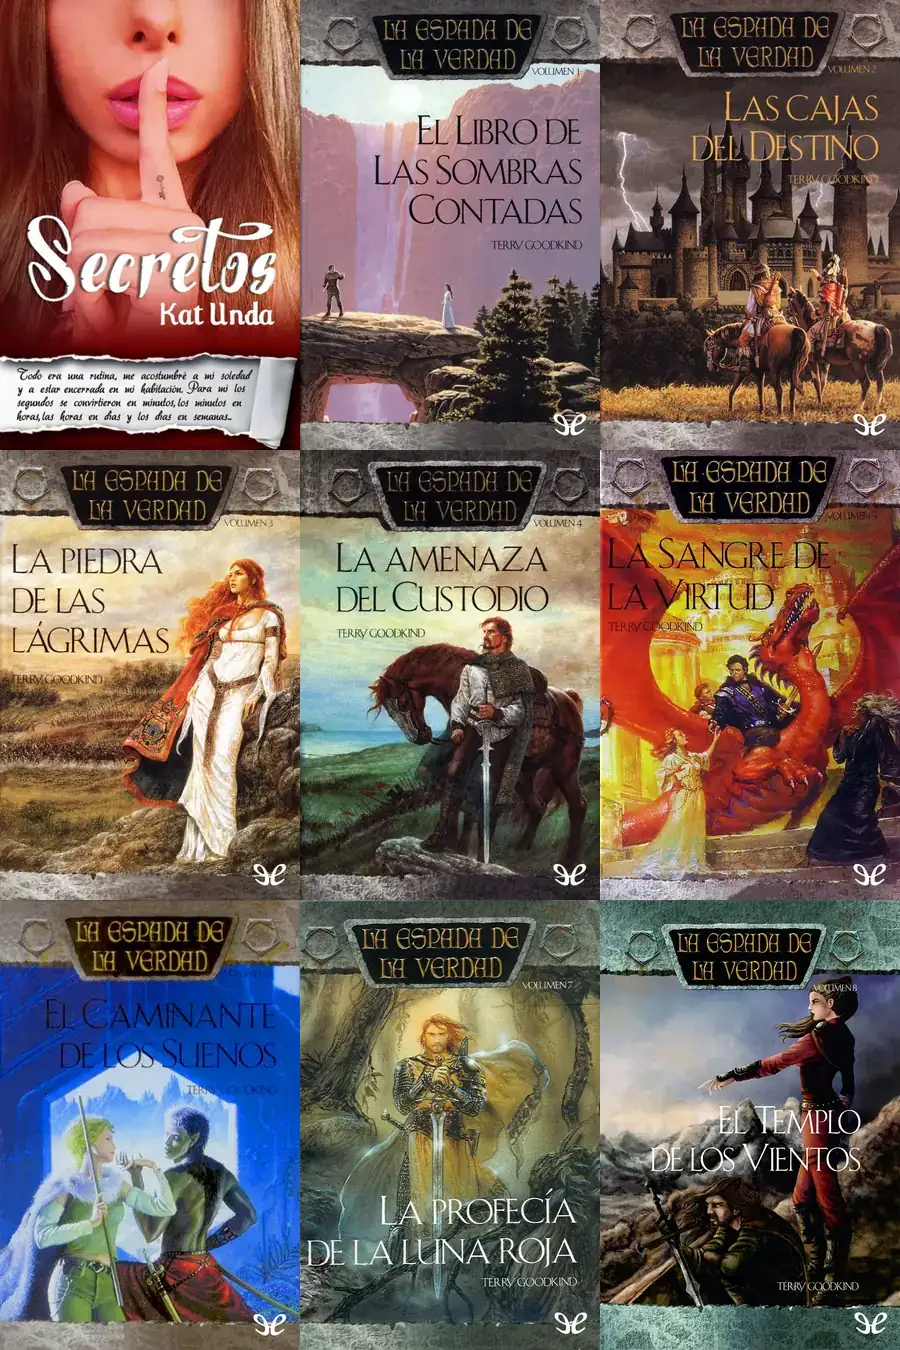 Secretos
Kat Unda
Todo era una rutina, me acostumbré a mi soledad
y a estar encerrada en mi habitación. Para mi los
segundos se convirtieron en minutos, los minutos en
horas, las horas en días y los días en semanas...
LA ESPADA DE
LA VERDAD
VOLUMEN 1
EL LIBRO DE
LAS SOMBRAS
CONTADAS
TERRY GOODKIND
LA ESPADA DE
LA VERDAD
VOLUMEN 2
LAS CAJAS
DEL DESTINO
TERRY GOODKIND
LA ESPADA DE
LA VERDAD
VOLUMEN 3
LA PIEDRA
DE LAS
LÁGRIMAS
TERRY GOODKIND
LA ESPADA DE
LA VERDAD
VOLUMEN 4
LA AMENAZA
DEL CUSTODIO
TERRY GOODKIND
LA ESPADA DE
LA VERDAD
VOLUMEN 5
LA SANGRE DE
LA VIRTUD
TERRY GOODKIND
LA ESPADA DE
LA VERDAD
VOLUMEN
EL CAMINANTE
DE LOS SUENOS
TERRY GOODKIND
LA ESPADA DE
LA VERDAD
VOLUMEN 7
LA PROFECÍA
DE LA LUNA ROJA
TERRY GOODKIND
LA ESPADA DE
LA VERDAD
VOLUMEN 8
EL TEMPLO
DE LOS VIENTOS
TERRY GOODKIND